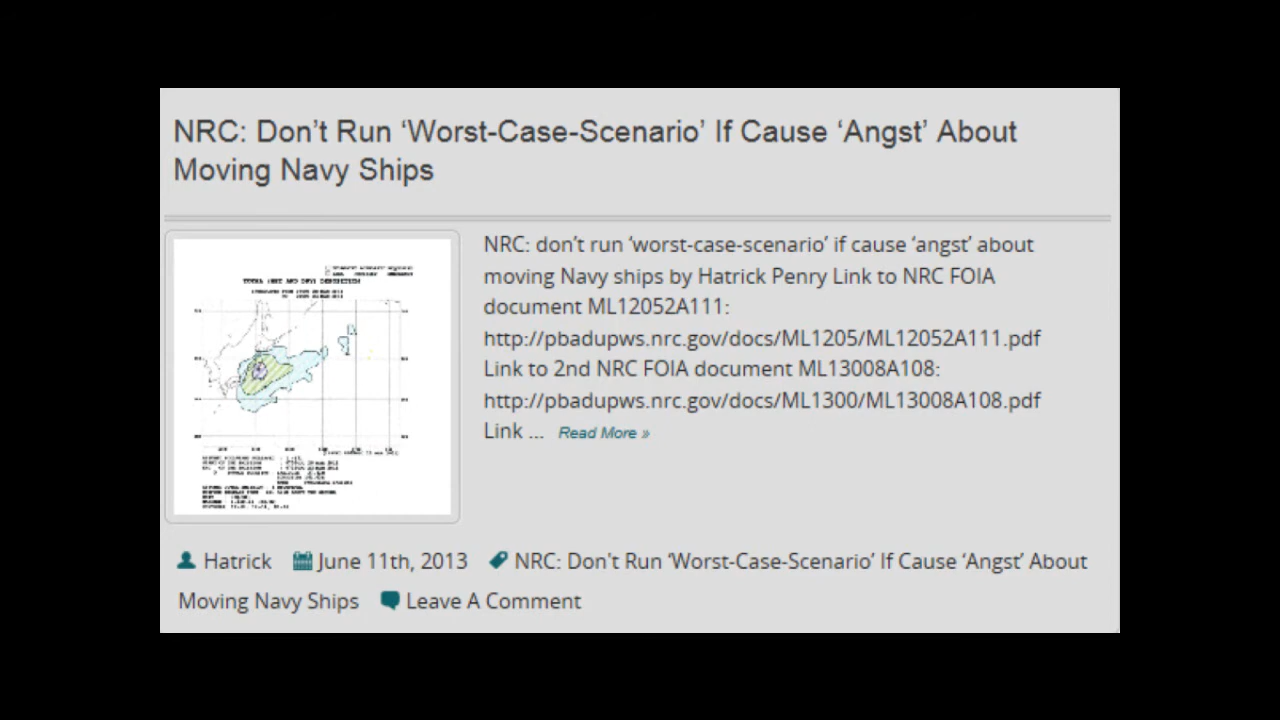 NRC: Don’t Run ‘Worst-Case-Scenario’ If Cause ‘Angst’ About
Moving Navy Ships
NRC: don’t run ‘worst-case-scenario’ if cause ‘angst’ about
moving Navy ships by Hatrick Penry Link to NRC FOIA
document ML12052A111:
http://pbadupws.nrc.gov/docs/ML1205/ML12052A111.pdf
Link to 2nd NRC FOIA document ML13008A108:
http://pbadupws.nrc.gov/docs/ML1300/ML13008A108.pdf
Link ... Read More »
Hatrick June 11th, 2013 NRC: Don't Run ‘Worst-Case-Scenario’ If Cause ‘Angst’ About
Moving Navy Ships Leave A Comment